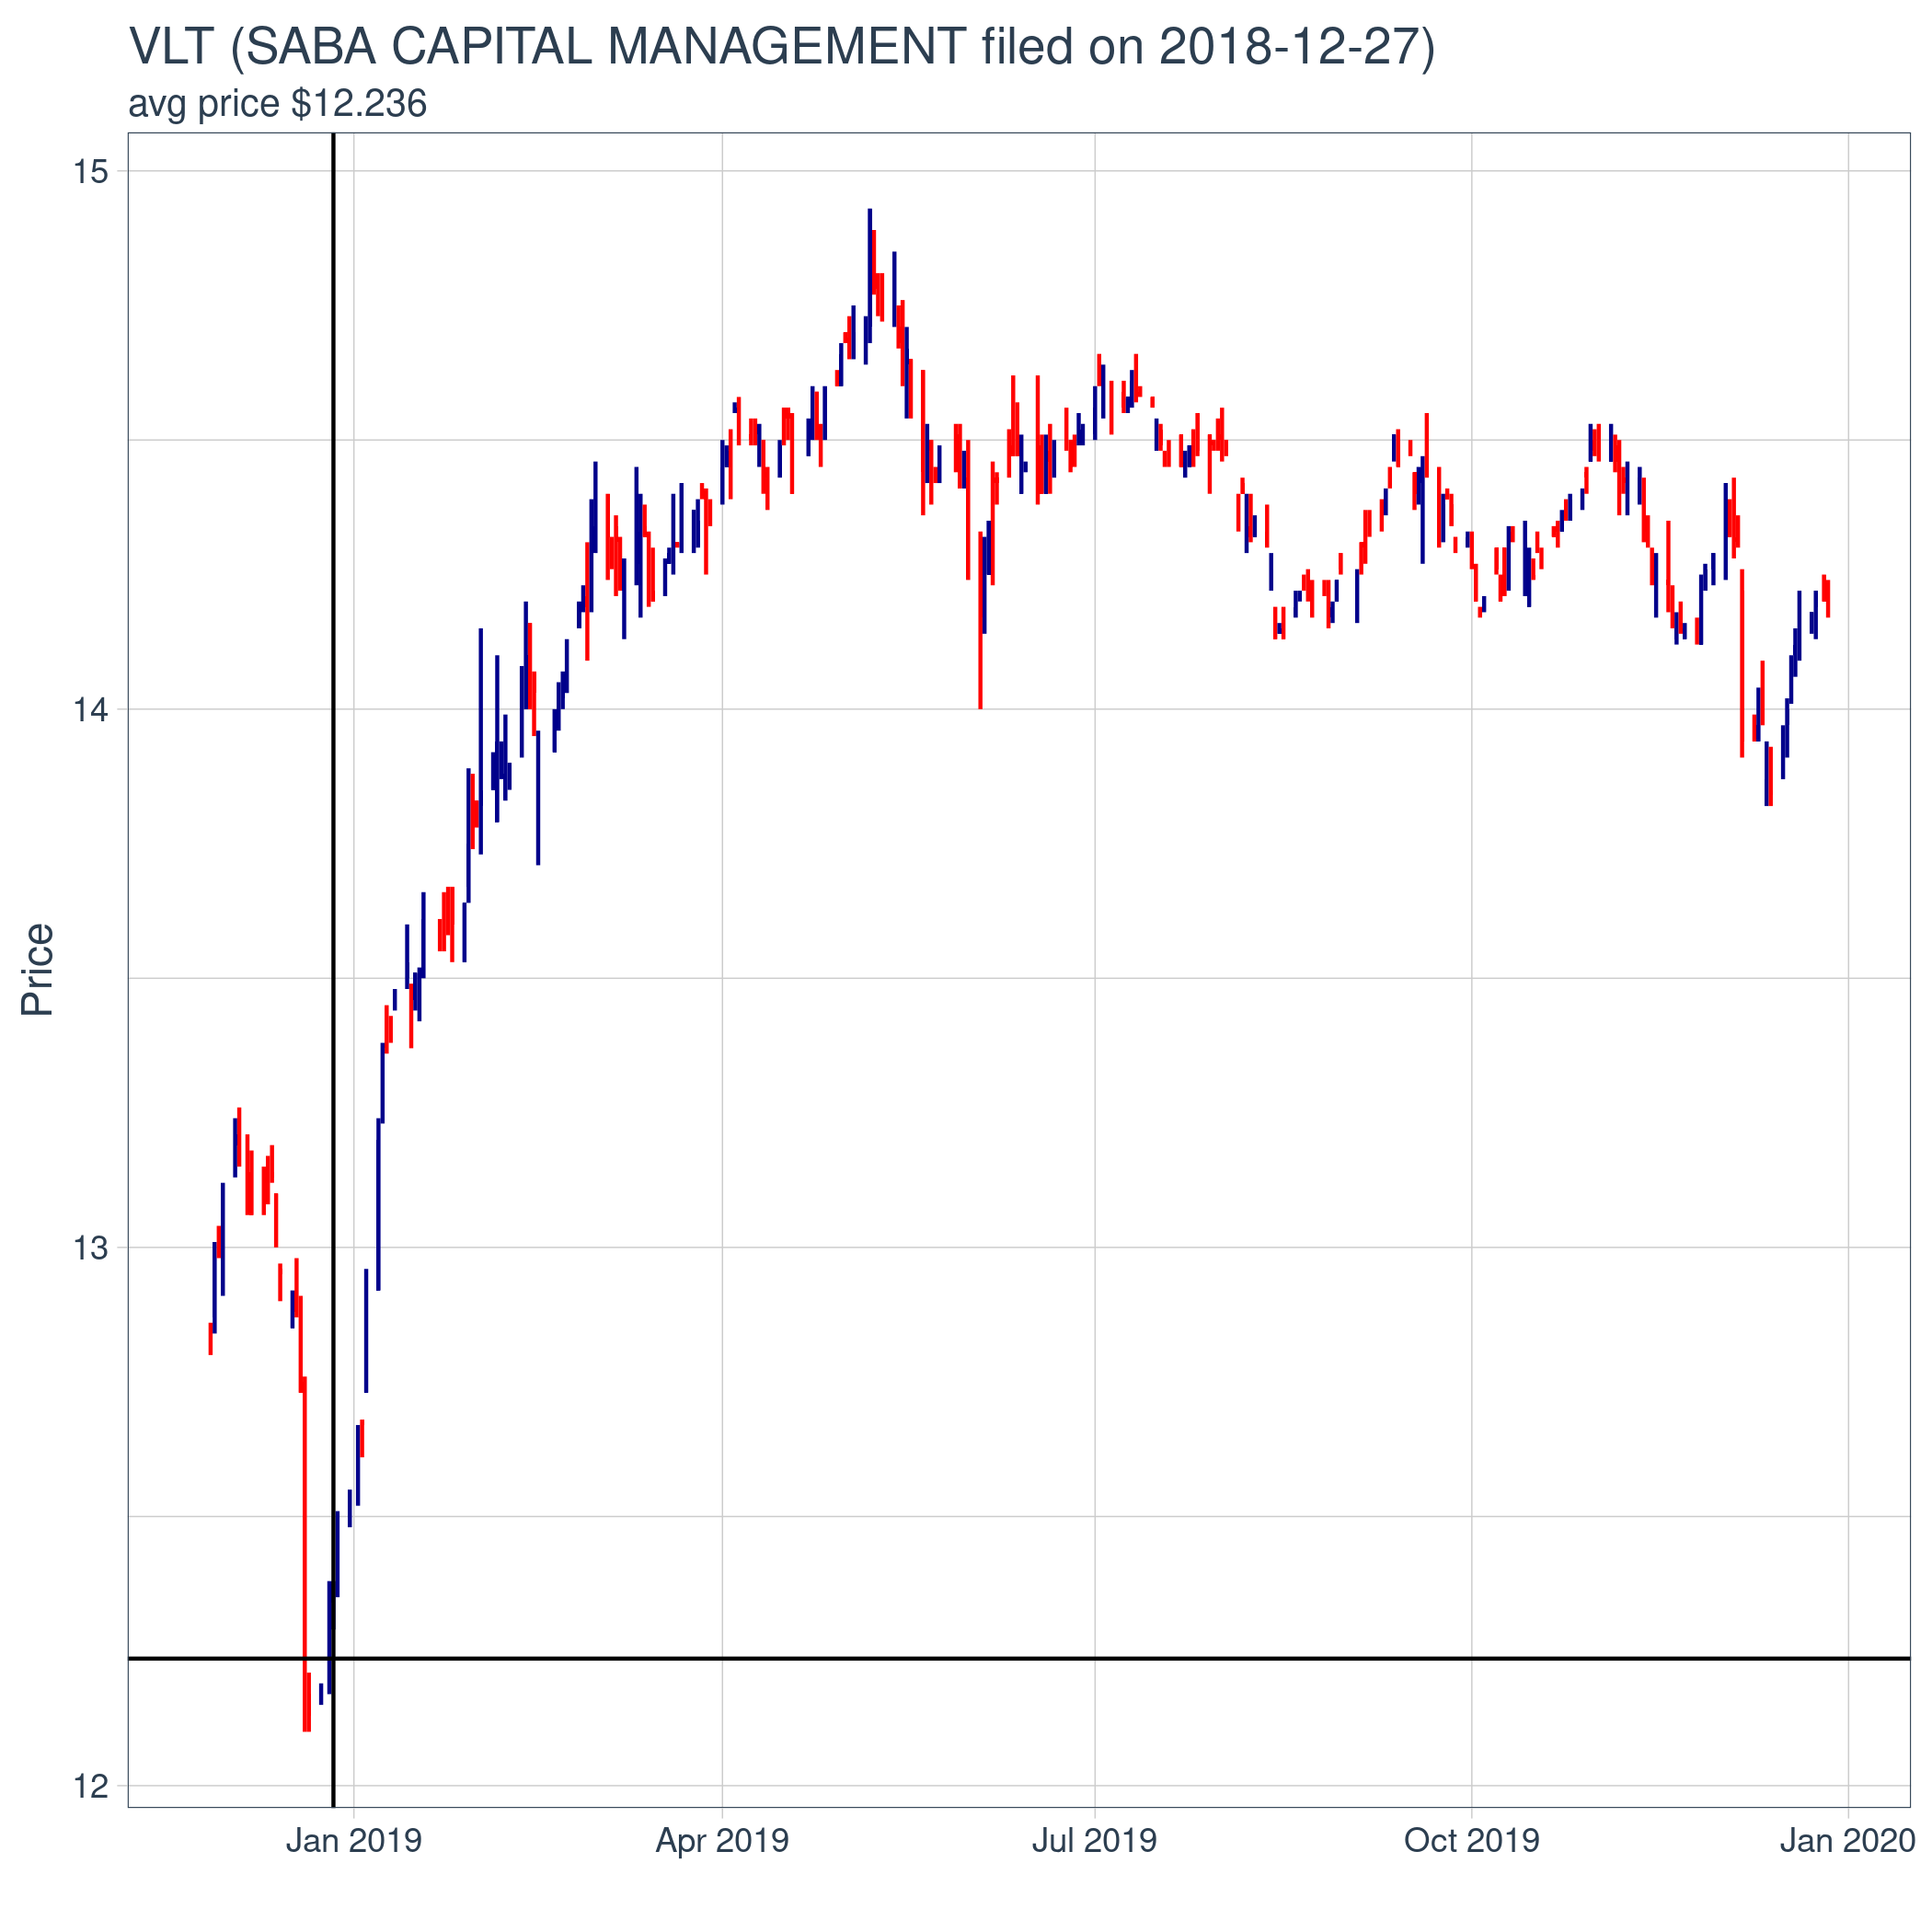 VLT (SABA CAPITAL MANAGEMENT filed on 2018-12-27)
avg price $12.236
15
14
13
12
Price
Jan 2019
Apr 2019
Jul 2019
Oct 2019
Jan 2020